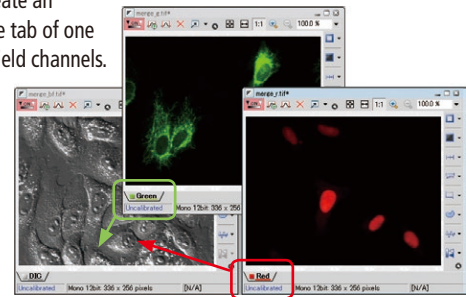 e tab of one
eld channels.
merge_g.tif*
1:1
100.0 %
Green
Uncalibrated
Mono 12bit: 336 x 256
merge_bf.tif*
DIC
Uncalibrated
Mono 12bit: 336 x 256 pixels
[N/A]
merge_r.tif*
1:1
100.0 %
Red
Uncalibrated
Mono 12bit: 336 x 256 pixels
[N/A]